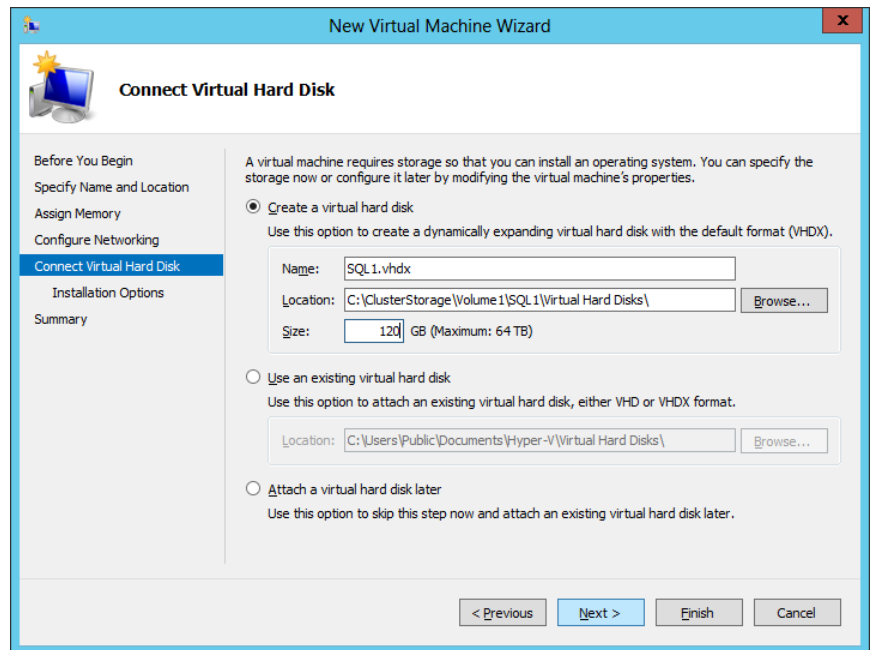 New Virtual Machine Wizard
x
Connect Virtual Hard Disk
Before You Begin
Specify Name and Location
Assign Memory
Configure Networking
Connect Virtual Hard Disk
Installation Options
Summary
A virtual machine requires storage so that you can install an operating system. You can specify the
storage now or configure it later by modifying the virtual machine's properties.
Create a virtual hard disk
Use this option to create a dynamically expanding virtual hard disk with the default format (VHDX).
Name: SQL1.vhdx
Location: C:\ClusterStorage\Volume1\SQL1\Virtual Hard Disks\ Browse...
Size: 120 GB (Maximum: 64 TB)
Use an existing virtual hard disk
Use this option to attach an existing virtual hard disk, either VHD or VHDX format.
Location: C:\Users\Public\Documents\Hyper-V\Virtual Hard Disks\ Browse...
Attach a virtual hard disk later
Use this option to skip this step now and attach an existing virtual hard disk later.
< Previous Next > Finish Cancel